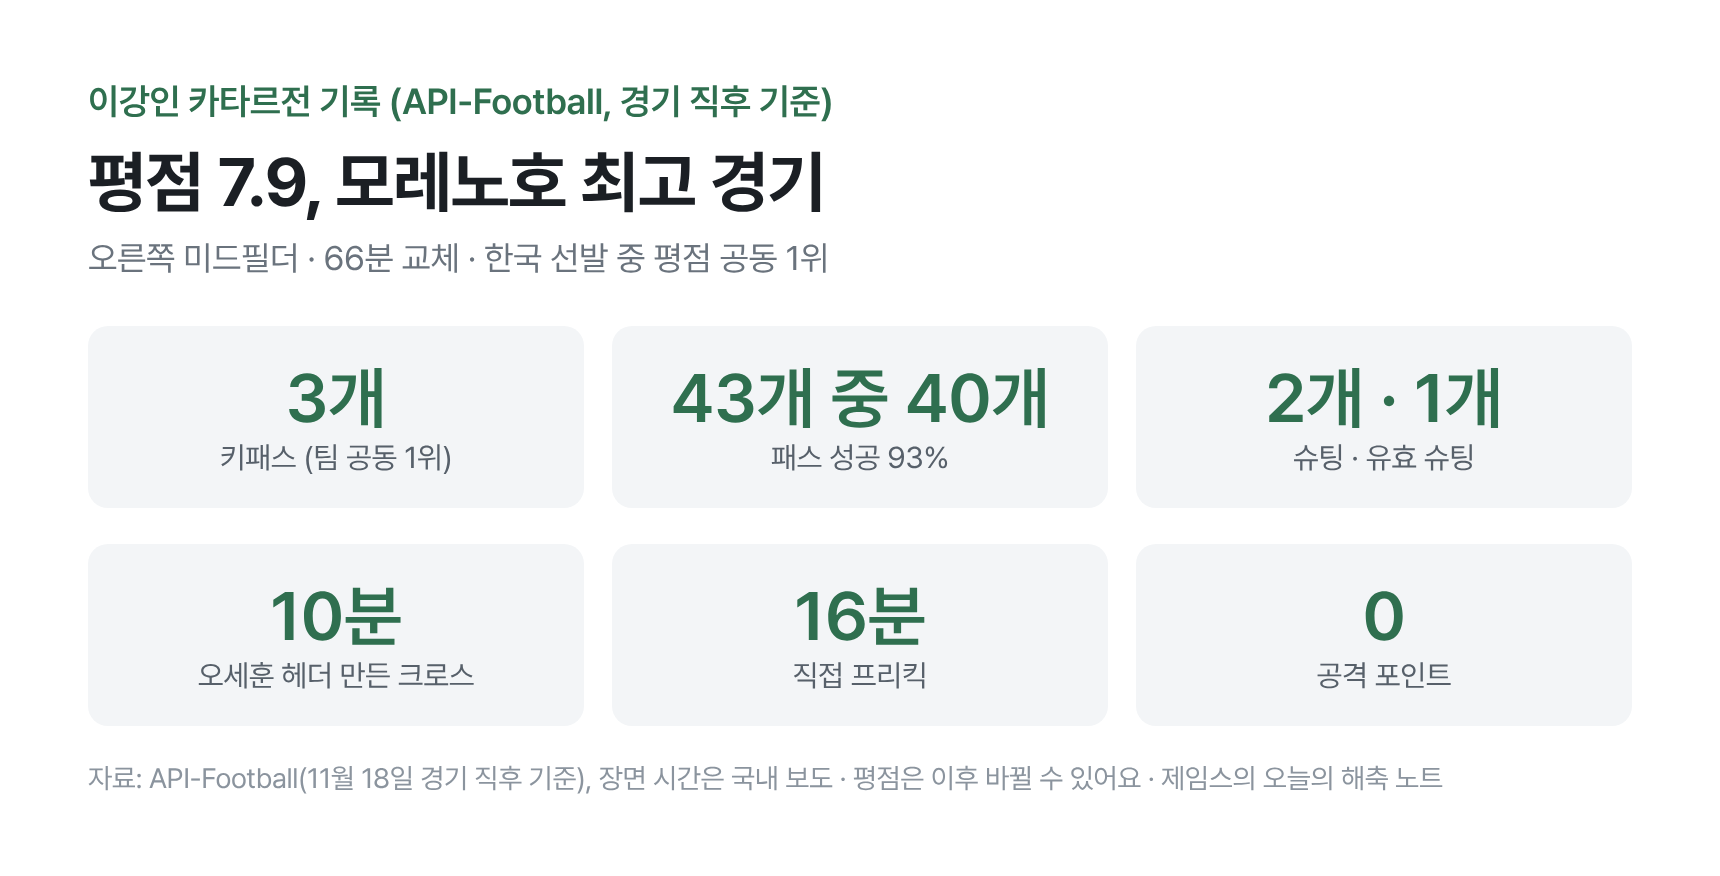 이강인 카타르전 기록 (API-Football, 경기 직후 기준)
평점 7.9, 모레노호 최고 경기
오른쪽 미드필더 · 66분 교체 · 한국 선발 중 평점 공동 1위
3개
키패스 (팀 공동 1위)
43개 중 40개
패스 성공 93%
2개 · 1개
슈팅 · 유효 슈팅
10분
오세훈 헤더 만든 크로스
16분
직접 프리킥
0
공격 포인트
자료: API-Football(11월 18일 경기 직후 기준), 장면 시간은 국내 보도 · 평점은 이후 바뀔 수 있어요 · 제임스의 오늘의 해축 노트